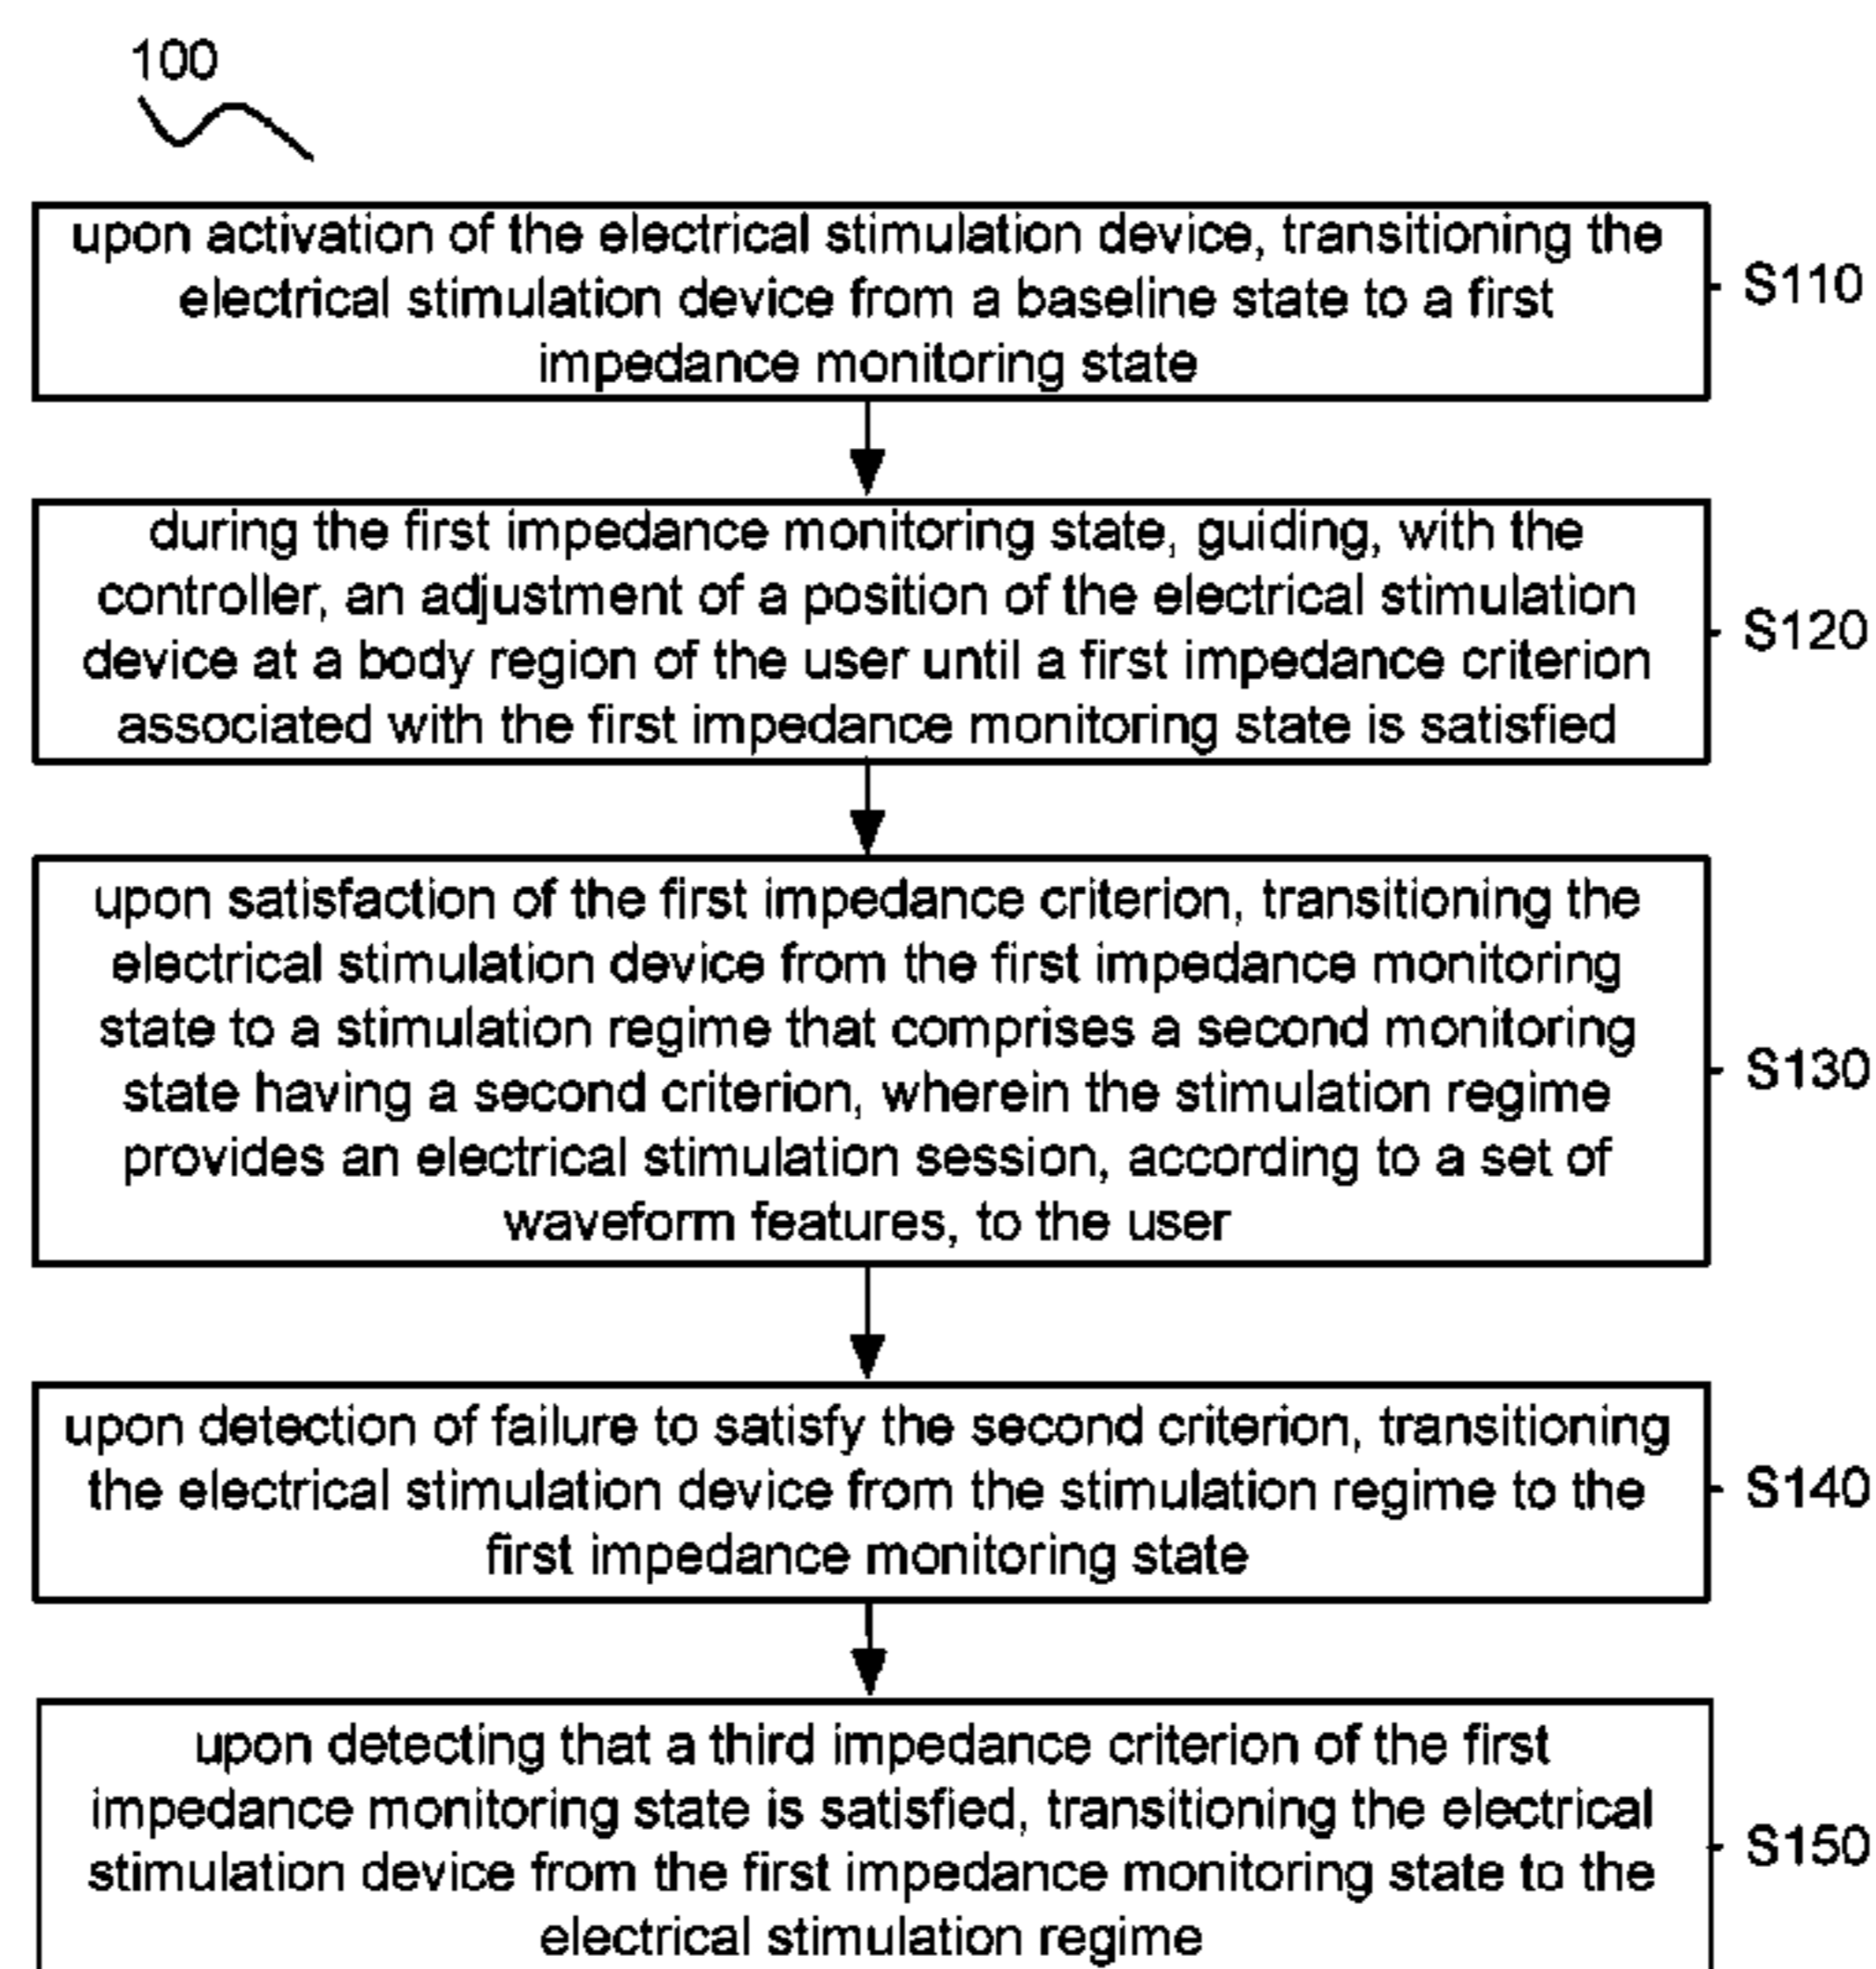 100
upon activation of the electrical stimulation device, transitioning the
electrical stimulation device from a baseline state to a first
impedance monitoring state
S110
during the first impedance monitoring state, guiding, with the
controller, an adjustment of a position of the electrical stimulation
device at a body region of the user until a first impedance criterion
associated with the first impedance monitoring state is satisfied
S120
upon satisfaction of the first impedance criterion, transitioning the
electrical stimulation device from the first impedance monitoring
state to a stimulation regime that comprises a second monitoring
state having a second criterion, wherein the stimulation regime
provides an electrical stimulation session, according to a set of
waveform features, to the user
S130
upon detection of failure to satisfy the second criterion, transitioning
the electrical stimulation device from the stimulation regime to the
first impedance monitoring state
S140
upon detecting that a third impedance criterion of the first
impedance monitoring state is satisfied, transitioning the electrical
stimulation device from the first impedance monitoring state to the
electrical stimulation regime
S150